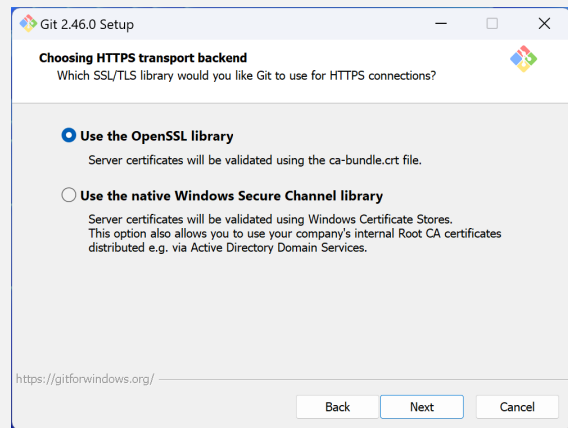 Git 2.46.0 Setup
Choosing HTTPS transport backend
Which SSL/TLS library would you like Git to use for HTTPS connections?
Use the OpenSSL library
Server certificates will be validated using the ca-bundle.crt file.
Use the native Windows Secure Channel library
Server certificates will be validated using Windows Certificate Stores.
This option also allows you to use your company's internal Root CA certificates
distributed e.g. via Active Directory Domain Services.
https://gitforwindows.org/
Back Next Cancel